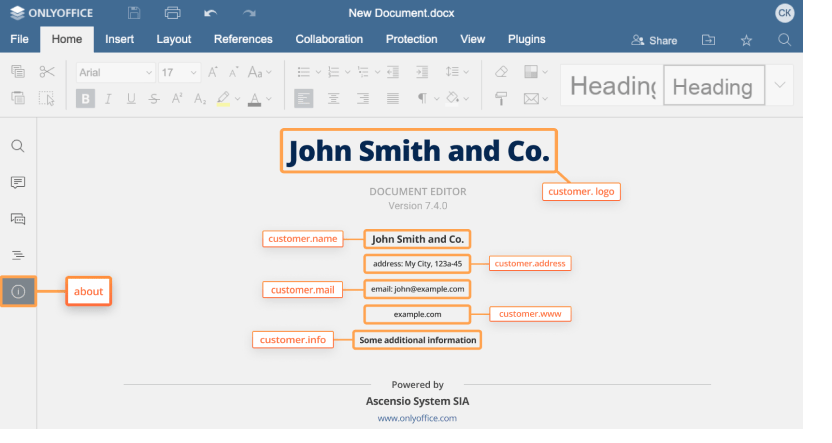 ONLYOFFICE New Document.docx CK
File Home Insert Layout References Collaboration Protection View Plugins Share
Arial 17 A A Aa
Heading Heading
B I U S A² A₂ A
John Smith and Co.
DOCUMENT EDITOR
customer. logo
Version 7.4.0
customer.name John Smith and Co.
address: My City, 123a-45 customer.address
about customer.mail email: john@example.com
example.com customer.www
customer.info Some additional information
Powered by
Ascensio System SIA
www.onlyoffice.com